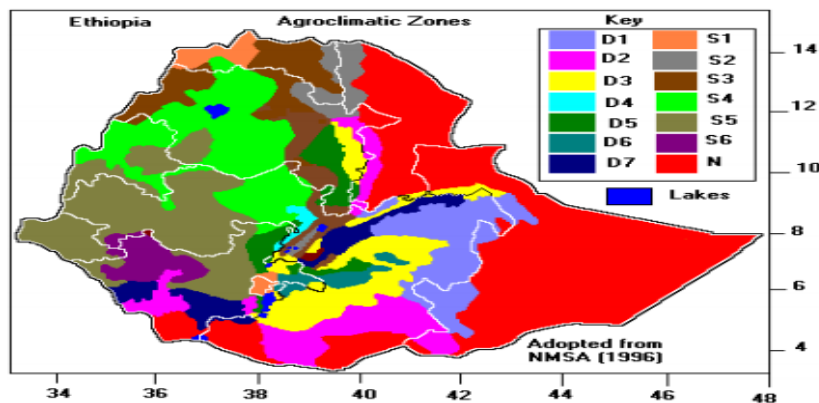 Ethiopia Agroclimatic Zones Key
D1 S1
D2 S2
D3 S3
D4 S4
D5 S5
D6 S6
D7 N
Lakes
14
12
10
8
6
4
Adopted from
NMSA (1996)
34 36 38 40 42 44 46 48